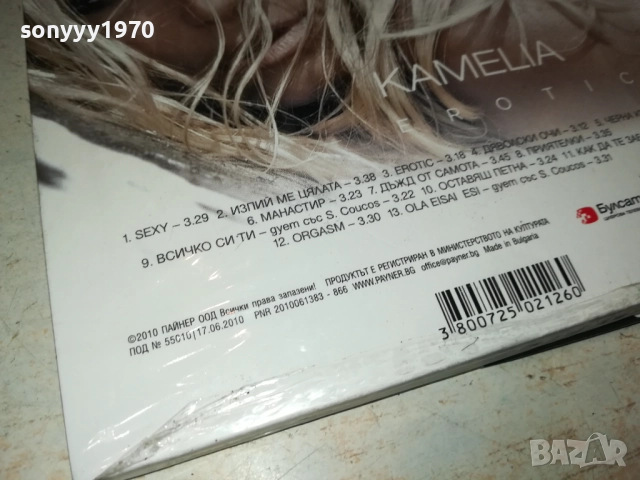 sonyyy1970
KAMELIA
EROTIC
1. SEXY – 3.29 2. ИЗПИЙ МЕ ЦЯЛАТА – 3.38 3. EROTIC – 3.18 4. ДЯВОЛСКИ ОЧИ – 3.12 5. ЧЕРНА
6. МАНАСТИР – 3.23 7. ДЪЖД ОТ САМОТА – 3.45 8. ПРИЯТЕЛКИ – 3.35
9. ВСИЧКО СИ ТИ – дует със S. Coucos – 3.22 10. ОСТАВЯШ ПЕТНА – 3.24 11. КАК ДА ТЕ
12. ORGASM – 3.30 13. OLA EISAI ESI – дует със S. Coucos – 3.31
Булсат
©2010 ПАЙНЕР ООД Всички права запазени! ПРОДУКТЪТ Е РЕГИСТРИРАН В МИНИСТЕРСТВОТО НА КУЛТУРАТА
ПОД № 55C10|17.06.2010 PNR 2010061383 - 866 WWW.PAYNER.BG office@payner.bg Made in Bulgaria
3 800725 021260
BAZAR.bg